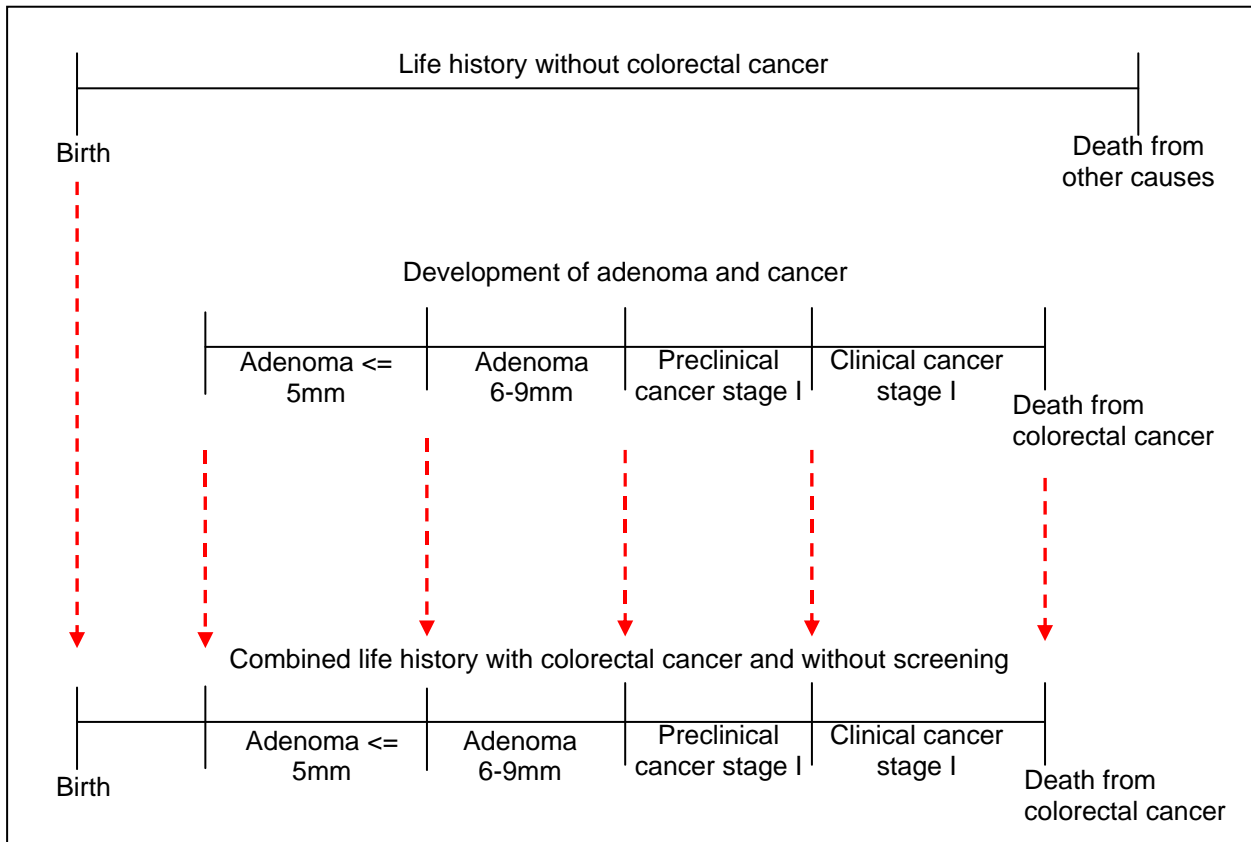 Life history without colorectal cancer
Birth
Death from
other causes
Development of adenoma and cancer
Adenoma <=
5mm
Adenoma
6-9mm
Preclinical
cancer stage I
Clinical cancer
stage I
Death from
colorectal cancer
Combined life history with colorectal cancer and without screening
Birth
Adenoma <=
5mm
Adenoma
6-9mm
Preclinical
cancer stage I
Clinical cancer
stage I
Death from
colorectal cancer